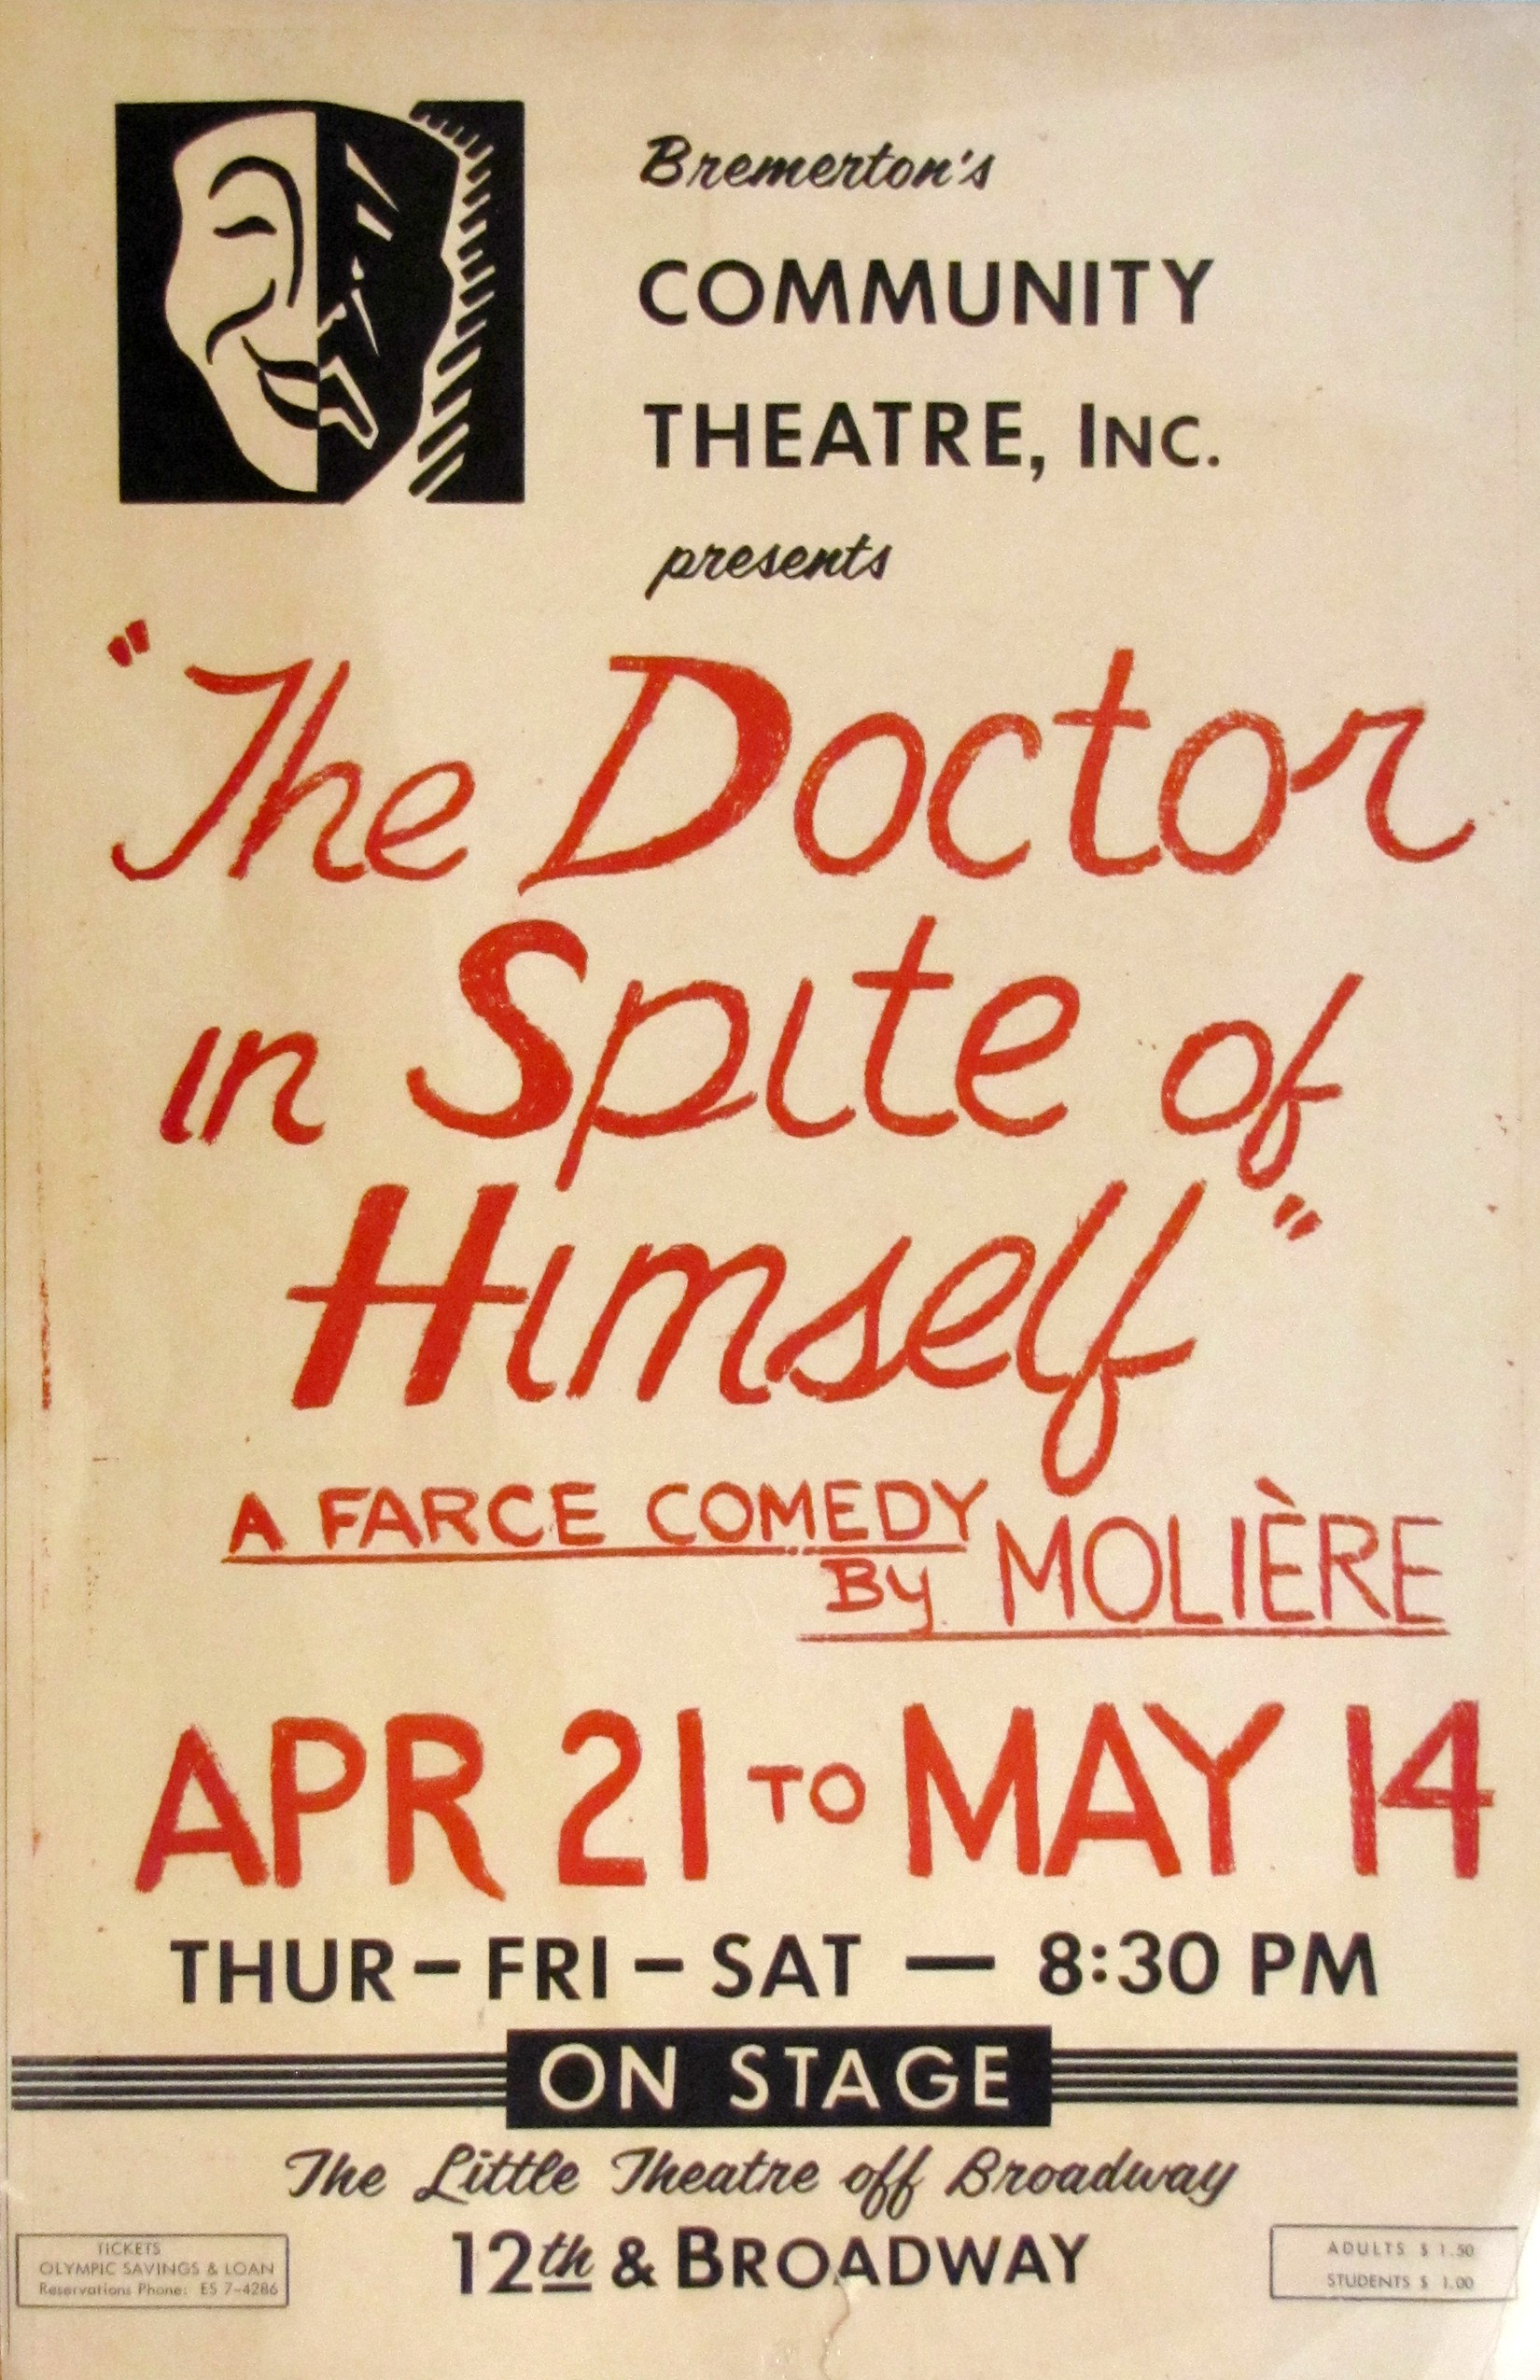 Bremerton's
COMMUNITY
THEATRE, INC.
presents
"The Doctor
in Spite of
Himself"
A FARCE COMEDY
By MOLIÈRE
APR 21 TO MAY 14
THUR – FRI – SAT — 8:30 PM
ON STAGE
The Little Theatre off Broadway
12th & BROADWAY
TICKETS
OLYMPIC SAVINGS & LOAN
Reservations Phone: ES 7-4286
ADULTS $ 1.50
STUDENTS $ 1.00